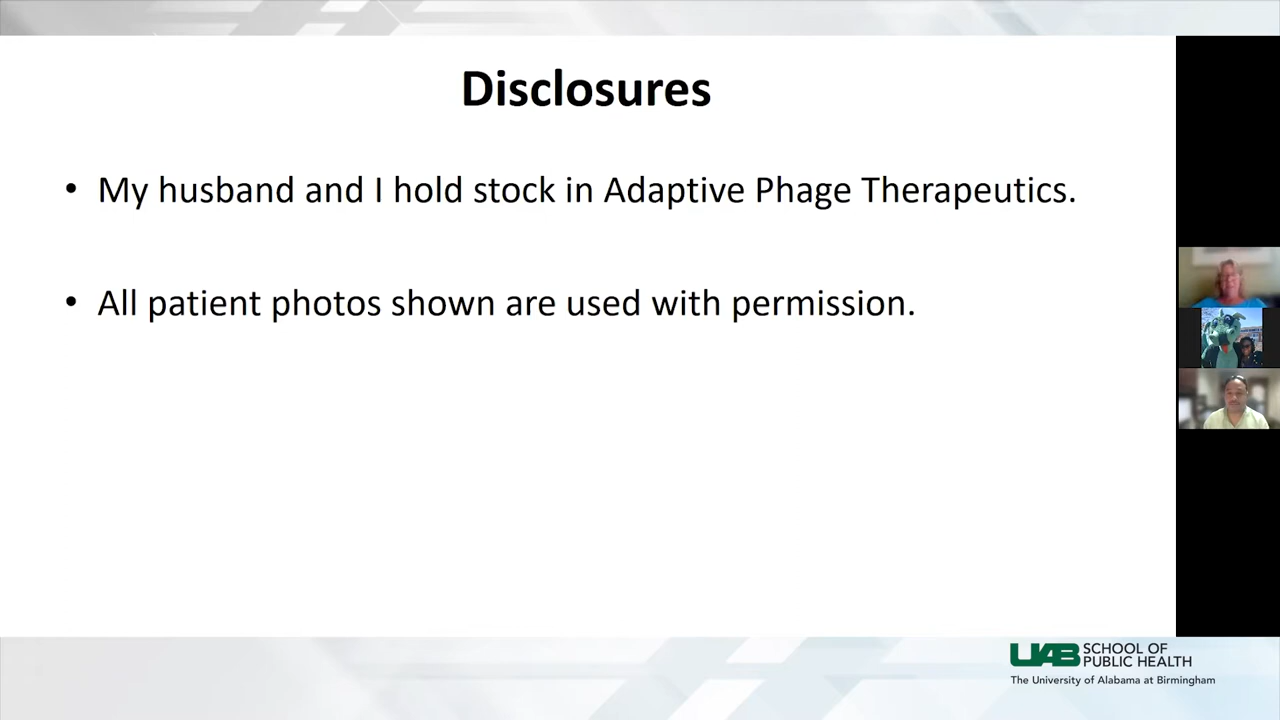 Disclosures
• My husband and I hold stock in Adaptive Phage Therapeutics.
• All patient photos shown are used with permission.
UAB SCHOOL OF
PUBLIC HEALTH
The University of Alabama at Birmingham